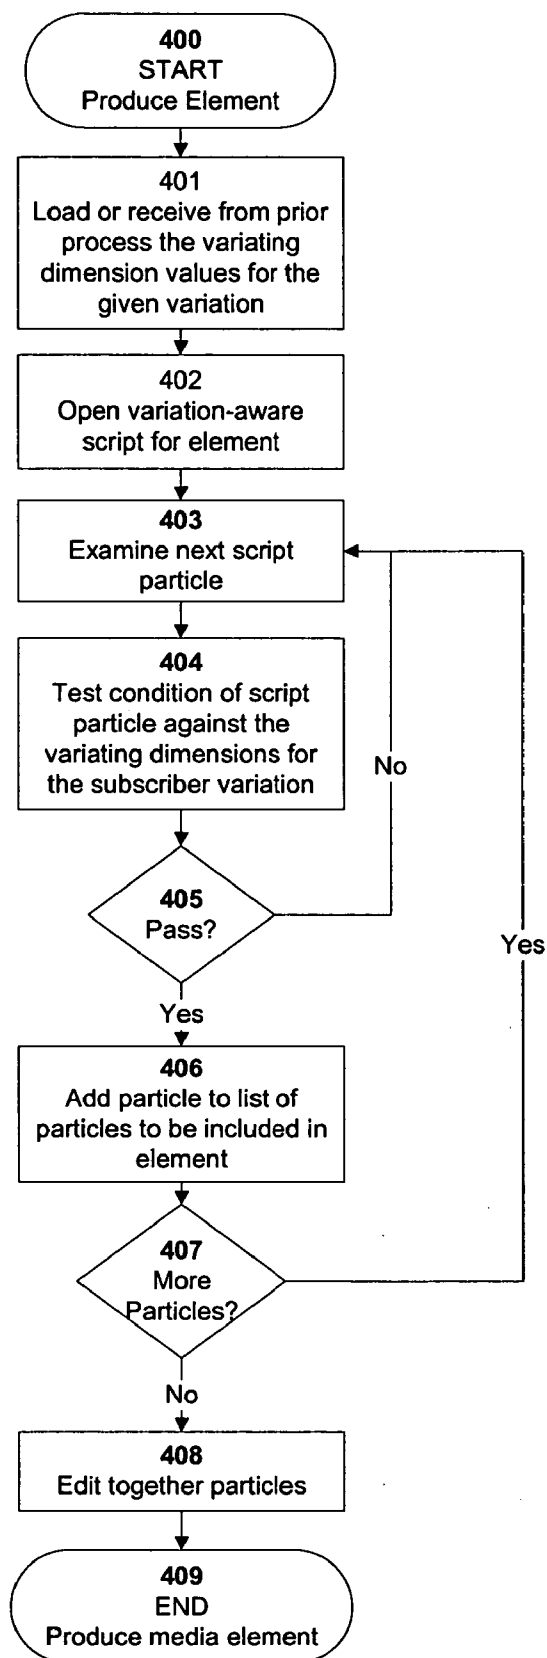 400
START
Produce Element
401
Load or receive from prior
process the variating
dimension values for the
given variation
402
Open variation-aware
script for element
403
Examine next script
particle
404
Test condition of script
particle against the
variating dimensions for
the subscriber variation
No
405
Pass?
Yes
Yes
406
Add particle to list of
particles to be included in
element
407
More
Particles?
No
408
Edit together particles
409
END
Produce media element